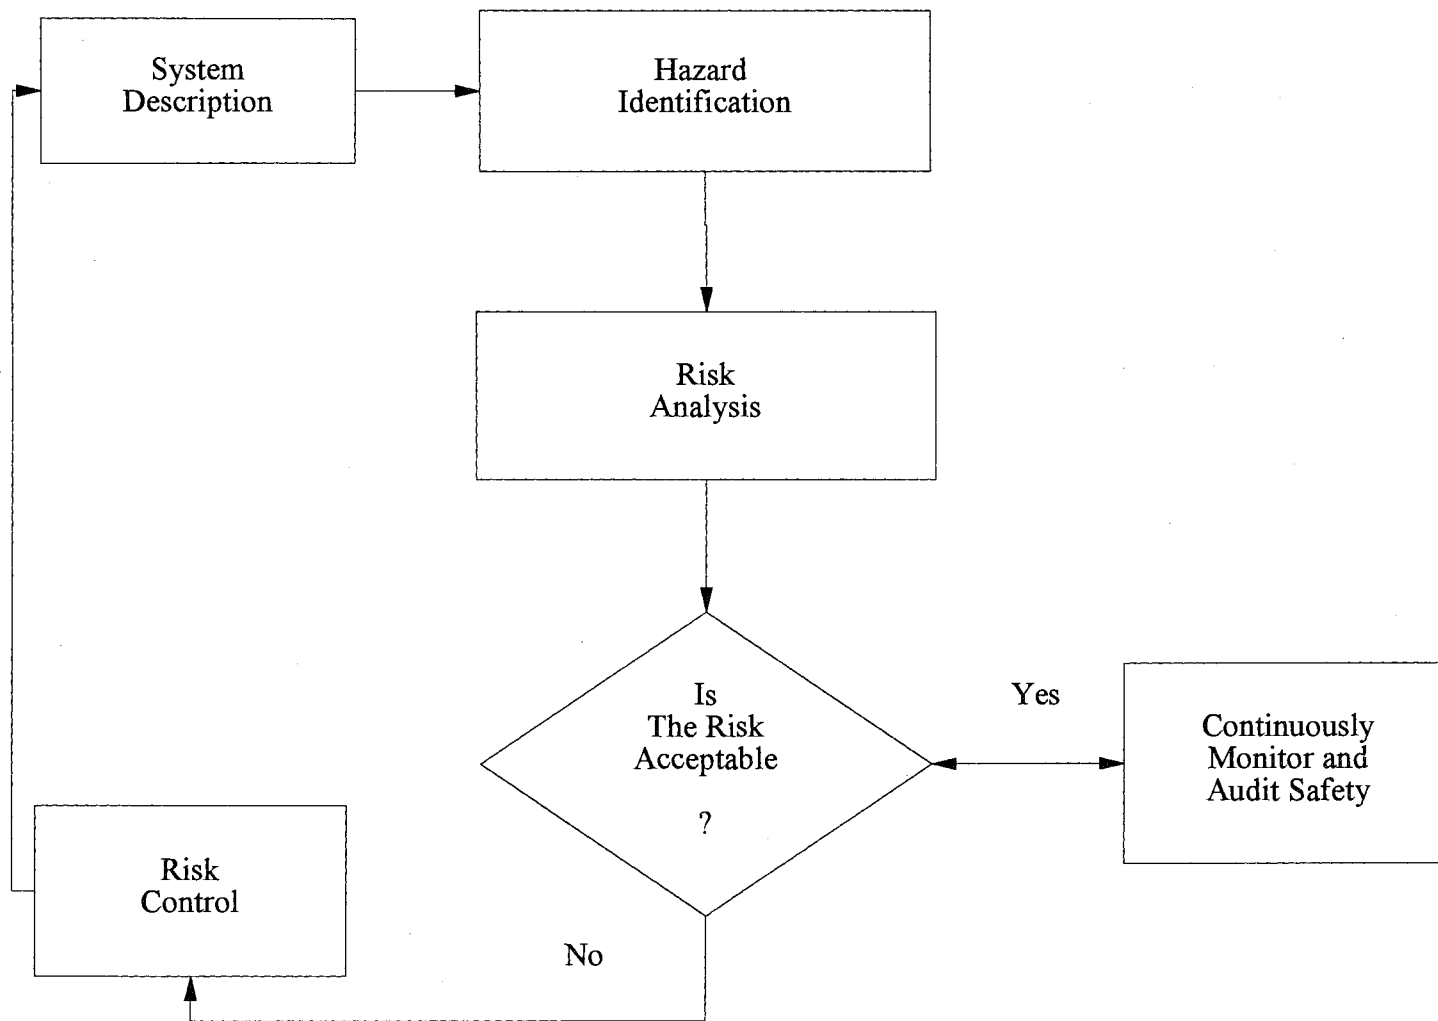 System
Description
Hazard
Identification
Risk
Analysis
Is
The Risk
Acceptable
?
Yes
Continuously
Monitor and
Audit Safety
Risk
Control
No